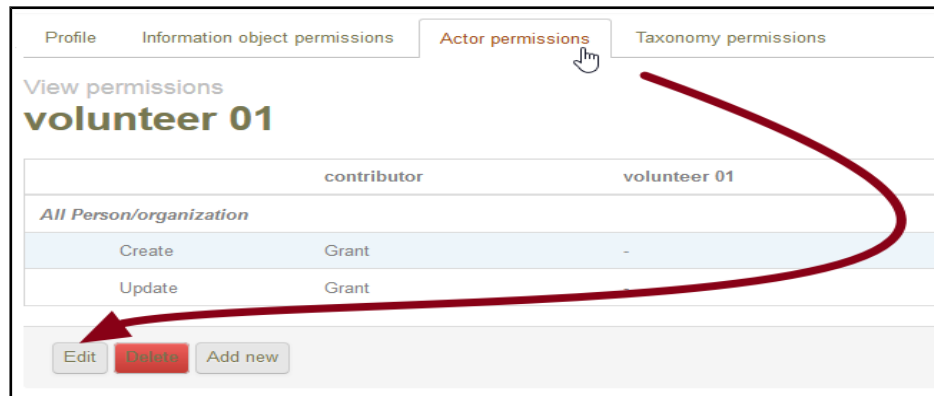 Profile Information object permissions Actor permissions Taxonomy permissions
View permissions
volunteer 01
contributor volunteer 01
All Person/organization
Create Grant -
Update Grant -
Edit Delete Add new